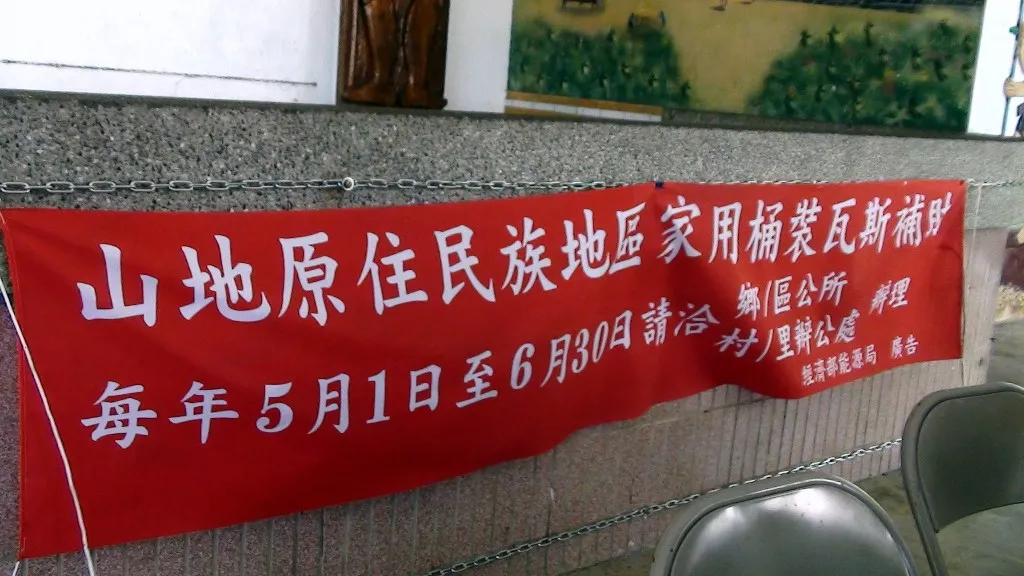 山地原住民族地區家用桶裝瓦斯補助
每年5月1日至6月30日請洽 鄉/區公所 辦理
村/里辦公處
經濟部能源局 廣告